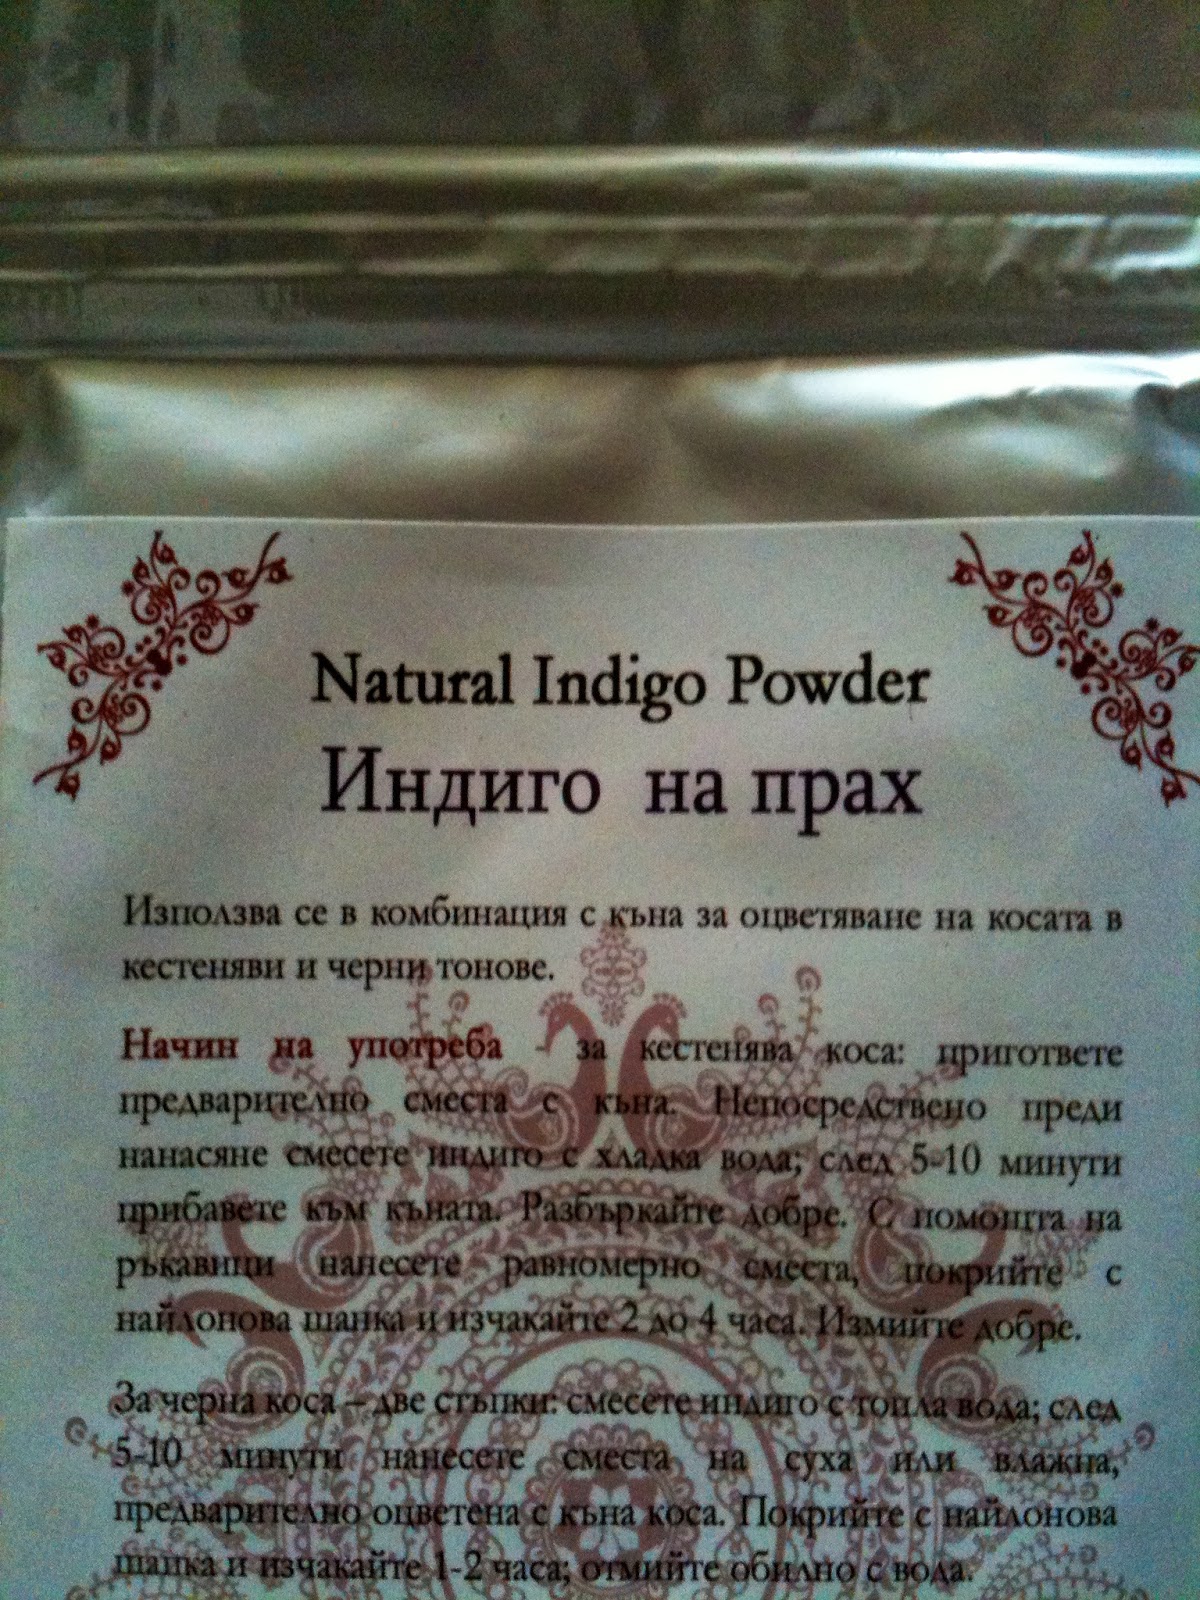 Natural Indigo Powder
Индиго на прах
Използва се в комбинация с къна за оцветяване на косата в
кестеняви и черни тонове.
Начин на употреба - за кестенява коса: пригответе
предварително сместа с къна. Непосредствено преди
нанасяне смесете индиго с хладка вода; след 5-10 минути
прибавете към къната. Разбъркайте добре. С помощта на
ръкавици нанесете равномерно сместа, покрийте с
найлонова шапка и изчакайте 2 до 4 часа. Измийте добре.
За черна коса – две стъпки: смесете индиго с топла вода; след
5-10 минути нанесете сместа на суха или влажна,
предварително оцветена с къна коса. Покрийте с найлонова
шапка и изчакайте 1-2 часа; отмийте обилно с вода.